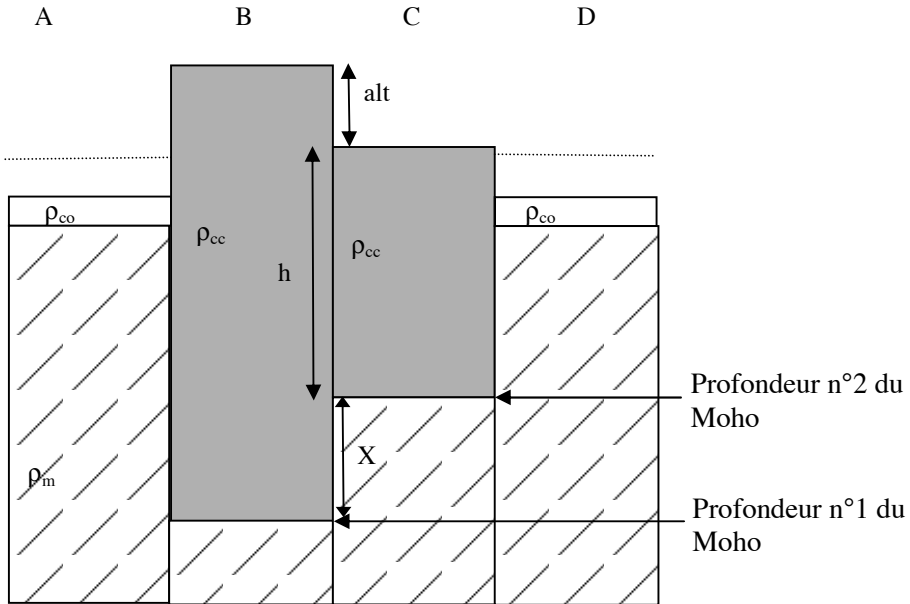 A B C D
alt
ρco ρco
ρcc ρcc
h
Profondeur n°2 du
Moho
X
ρm
Profondeur n°1 du
Moho